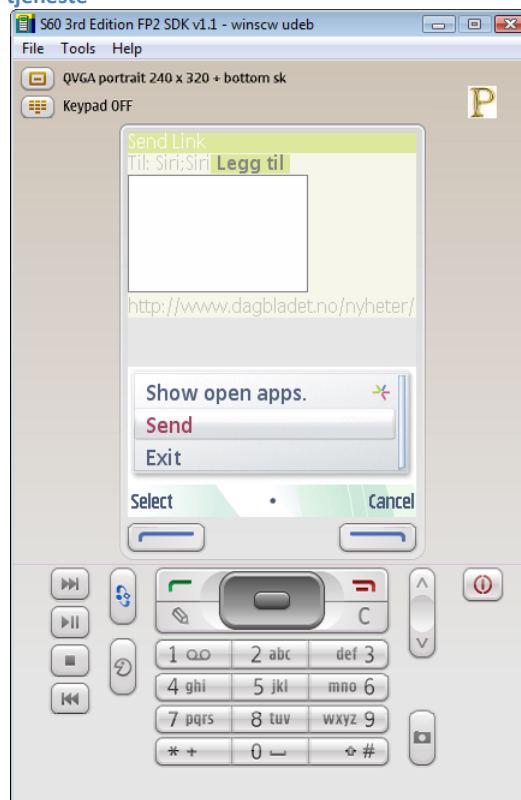 tjeneste
S60 3rd Edition FP2 SDK v1.1 - winscw udeb
File Tools Help
QVGA portrait 240 x 320 + bottom sk
Keypad OFF
P
Send Link
Til: Siri;Siri Legg til
http://www.dagbladet.no/nyheter/
Show open apps.
Send
Exit
Select Cancel
C
1 2 abc def 3
4 ghi 5 jkl mno 6
7 pqrs 8 tuv wxyz 9
* + 0 #